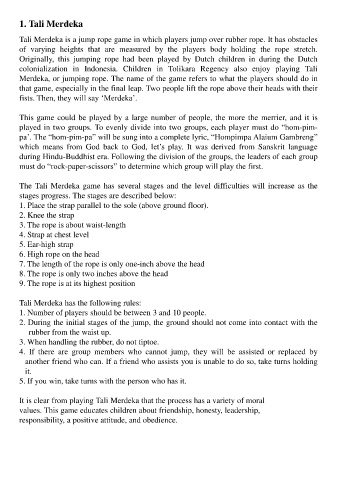 1. Tali Merdeka
Tali Merdeka is a jump rope game in which players jump over rubber rope. It has obstacles
of varying heights that are measured by the players body holding the rope stretch.
Originally, this jumping rope had been played by Dutch children in during the Dutch
colonialization in Indonesia. Children in Tolikara Regency also enjoy playing Tali
Merdeka, or jumping rope. The name of the game refers to what the players should do in
that game, especially in the final leap. Two people lift the rope above their heads with their
fists. Then, they will say ‘Merdeka’.
This game could be played by a large number of people, the more the merrier, and it is
played in two groups. To evenly divide into two groups, each player must do “hom-pim-
pa’. The “hom-pim-pa” will be sung into a complete lyric, “Hompimpa Alaium Gambreng”
which means from God back to God, let’s play. It was derived from Sanskrit language
during Hindu-Buddhist era. Following the division of the groups, the leaders of each group
must do “rock-paper-scissors” to determine which group will play the first.
The Tali Merdeka game has several stages and the level difficulties will increase as the
stages progress. The stages are described below:
1. Place the strap parallel to the sole (above ground floor).
2. Knee the strap
3. The rope is about waist-length
4. Strap at chest level
5. Ear-high strap
6. High rope on the head
7. The length of the rope is only one-inch above the head
8. The rope is only two inches above the head
9. The rope is at its highest position
Tali Merdeka has the following rules:
1. Number of players should be between 3 and 10 people.
2. During the initial stages of the jump, the ground should not come into contact with the
rubber from the waist up.
3. When handling the rubber, do not tiptoe.
4. If there are group members who cannot jump, they will be assisted or replaced by
another friend who can. If a friend who assists you is unable to do so, take turns holding
it.
5. If you win, take turns with the person who has it.
It is clear from playing Tali Merdeka that the process has a variety of moral
values. This game educates children about friendship, honesty, leadership,
responsibility, a positive attitude, and obedience.